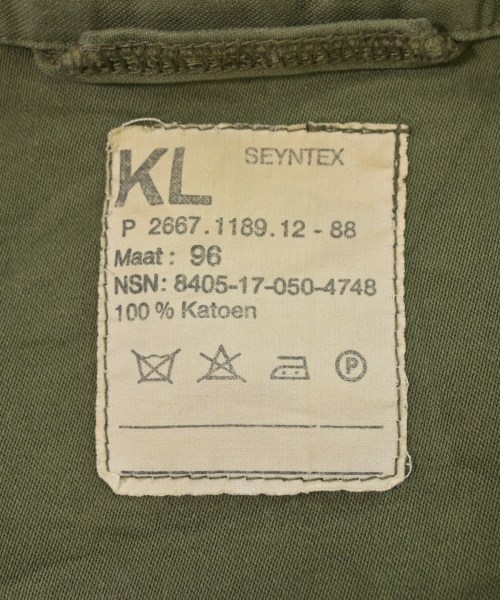 KL SEYNTEX
P 2667.1189.12 - 88
Maat: 96
NSN: 8405-17-050-4748
100 % Katoen
P